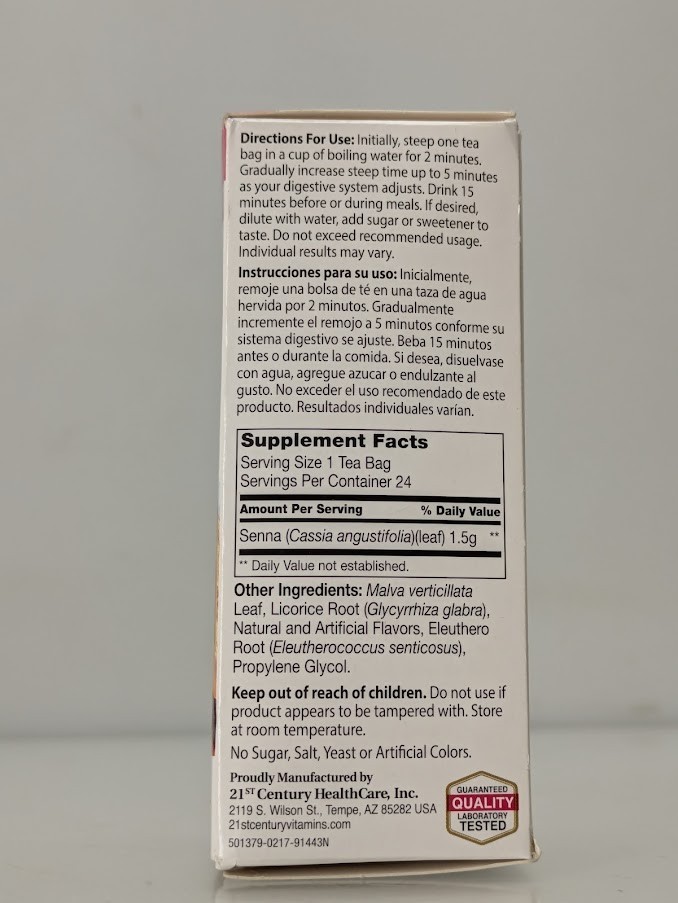 Directions For Use: Initially, steep one tea
bag in a cup of boiling water for 2 minutes.
Gradually increase steep time up to 5 minutes
as your digestive system adjusts. Drink 15
minutes before or during meals. If desired,
dilute with water, add sugar or sweetener to
taste. Do not exceed recommended usage.
Individual results may vary.
Instrucciones para su uso: Inicialmente,
remoje una bolsa de té en una taza de agua
hervida por 2 minutos. Gradualmente
incremente el remojo a 5 minutos conforme su
sistema digestivo se ajuste. Beba 15 minutos
antes o durante la comida. Si desea, disuelvase
con agua, agregue azucar o endulzante al
gusto. No exceder el uso recomendado de este
producto. Resultados individuales varían.
Supplement Facts
Serving Size 1 Tea Bag
Servings Per Container 24
Amount Per Serving % Daily Value
Senna (Cassia angustifolia)(leaf) 1.5g **
** Daily Value not established.
Other Ingredients: Malva verticillata
Leaf, Licorice Root (Glycyrrhiza glabra),
Natural and Artificial Flavors, Eleuthero
Root (Eleutherococcus senticosus),
Propylene Glycol.
Keep out of reach of children. Do not use if
product appears to be tampered with. Store
at room temperature.
No Sugar, Salt, Yeast or Artificial Colors.
Proudly Manufactured by
21ST Century HealthCare, Inc.
2119 S. Wilson St., Tempe, AZ 85282 USA
21stcenturyvitamins.com
501379-0217-91443N
GUARANTEED
QUALITY
LABORATORY
TESTED